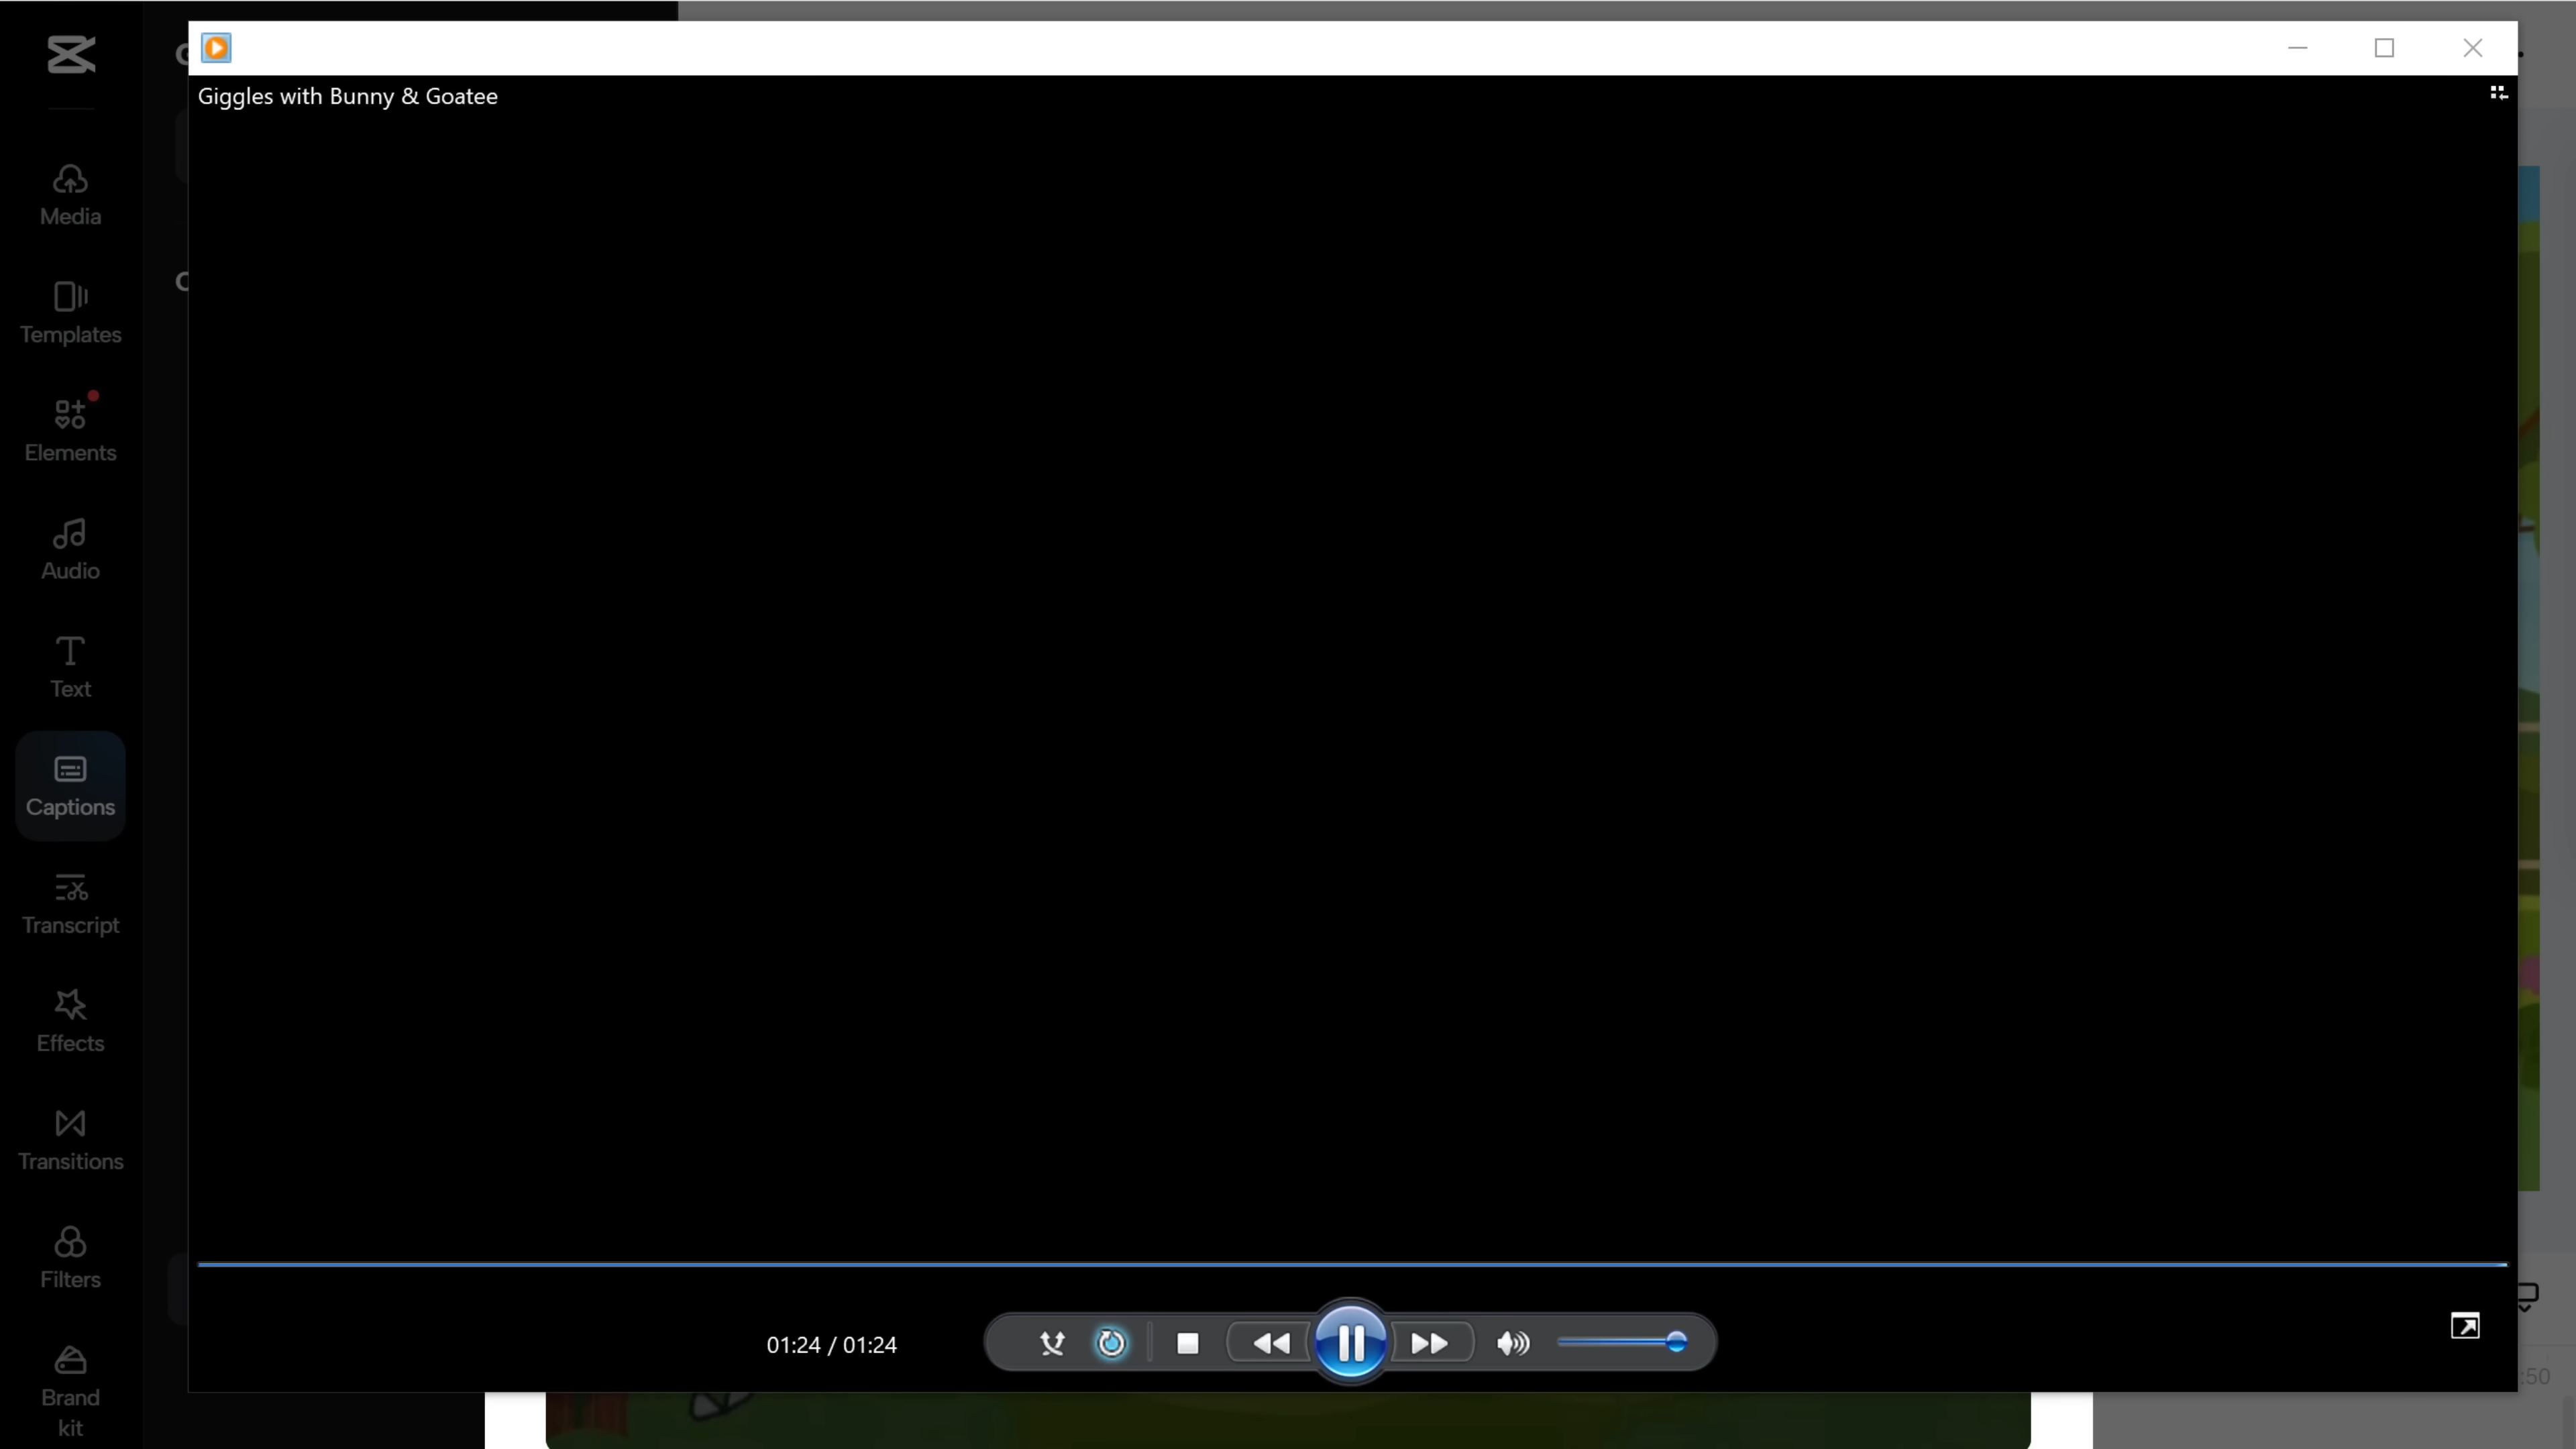 Giggles with Bunny & Goatee
Media
Templates
Elements
Audio
Text
Captions
Transcript
Effects
Transitions
Filters
Brand
kit
01:24 / 01:24
:50